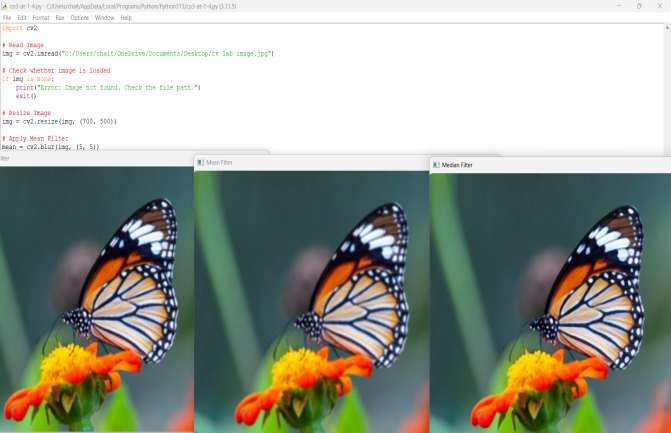 cs3-at-1-4.py - C:/Users/chait/AppData/Local/Programs/Python/Python313/cs3-at-1-4.py (3.13.5)
File Edit Format Run Options Window Help
import cv2
# Read Image
img = cv2.imread("C:/Users/chait/OneDrive/Documents/Desktop/cv lab image.jpg")
# Check whether image is loaded
if img is None:
    print("Error: Image not found. Check the file path.")
    exit()
# Resize Image
img = cv2.resize(img, (700, 500))
# Apply Mean Filter
mean = cv2.blur(img, (5, 5))
Mean Filter
Median Filter